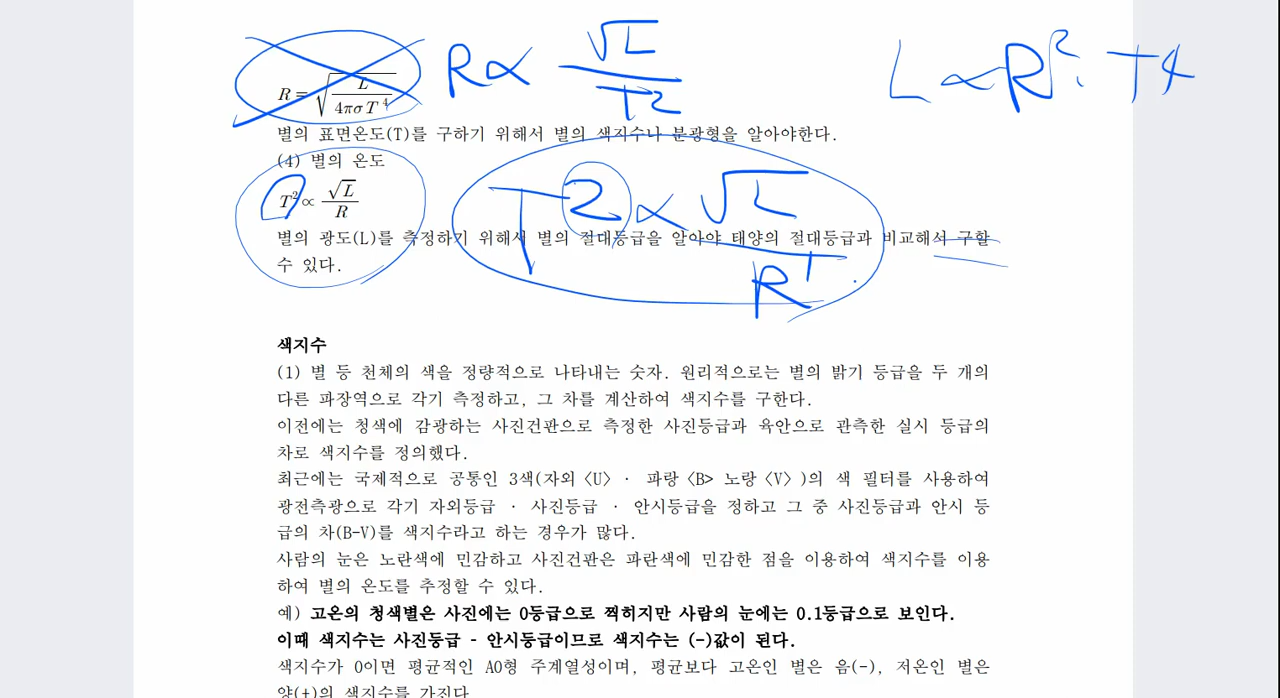 R ∝ √L / T2
L ∝ R² · T4
R = √(L / 4πσT⁴)
별의 표면온도(T)를 구하기 위해서 별의 색지수나 분광형을 알아야한다.
(4) 별의 온도
T² ∝ √L / R
T2 ∝ √L / R
별의 광도(L)를 측정하기 위해서 별의 절대등급을 알아야 태양의 절대등급과 비교해서 구할
수 있다.
색지수
(1) 별 등 천체의 색을 정량적으로 나타내는 숫자. 원리적으로는 별의 밝기 등급을 두 개의
다른 파장역으로 각기 측정하고, 그 차를 계산하여 색지수를 구한다.
이전에는 청색에 감광하는 사진건판으로 측정한 사진등급과 육안으로 관측한 실시 등급의
차로 색지수를 정의했다.
최근에는 국제적으로 공통인 3색(자외〈U〉· 파랑〈B> 노랑〈V〉)의 색 필터를 사용하여
광전측광으로 각기 자외등급 · 사진등급 · 안시등급을 정하고 그 중 사진등급과 안시 등
급의 차(B-V)를 색지수라고 하는 경우가 많다.
사람의 눈은 노란색에 민감하고 사진건판은 파란색에 민감한 점을 이용하여 색지수를 이용
하여 별의 온도를 추정할 수 있다.
예) 고온의 청색별은 사진에는 0등급으로 찍히지만 사람의 눈에는 0.1등급으로 보인다.
이때 색지수는 사진등급 - 안시등급이므로 색지수는 (-)값이 된다.
색지수가 0이면 평균적인 A0형 주계열성이며, 평균보다 고온인 별은 음(-), 저온인 별은
양(+)의 색지수를 가진다